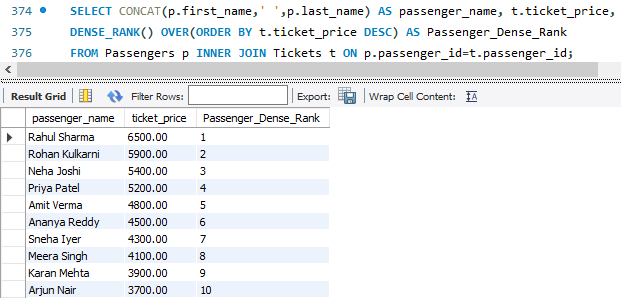 374 SELECT CONCAT(p.first_name,' ',p.last_name) AS passenger_name, t.ticket_price,
375 DENSE_RANK() OVER(ORDER BY t.ticket_price DESC) AS Passenger_Dense_Rank
376 FROM Passengers p INNER JOIN Tickets t ON p.passenger_id=t.passenger_id;
Result Grid Filter Rows: Export: Wrap Cell Content:
passenger_name ticket_price Passenger_Dense_Rank
Rahul Sharma 6500.00 1
Rohan Kulkarni 5900.00 2
Neha Joshi 5400.00 3
Priya Patel 5200.00 4
Amit Verma 4800.00 5
Ananya Reddy 4500.00 6
Sneha Iyer 4300.00 7
Meera Singh 4100.00 8
Karan Mehta 3900.00 9
Arjun Nair 3700.00 10